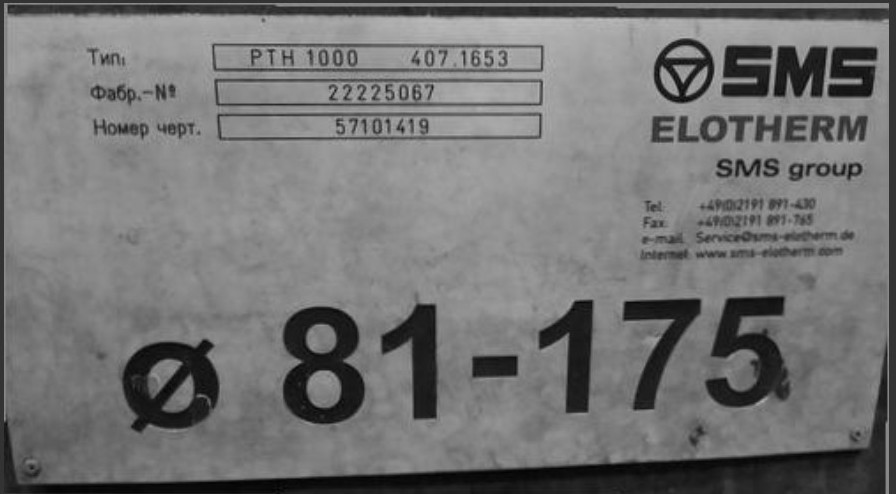 Тип: PTH 1000 407.1653
Фабр.-№ 22225067
Номер черт. 57101419
SMS
ELOTHERM
SMS group
Tel. +49(0)2191 891-430
Fax: +49(0)2191 891-765
e-mail: Service@sms-elotherm.de
Internet: www.sms-elotherm.com
ø 81-175